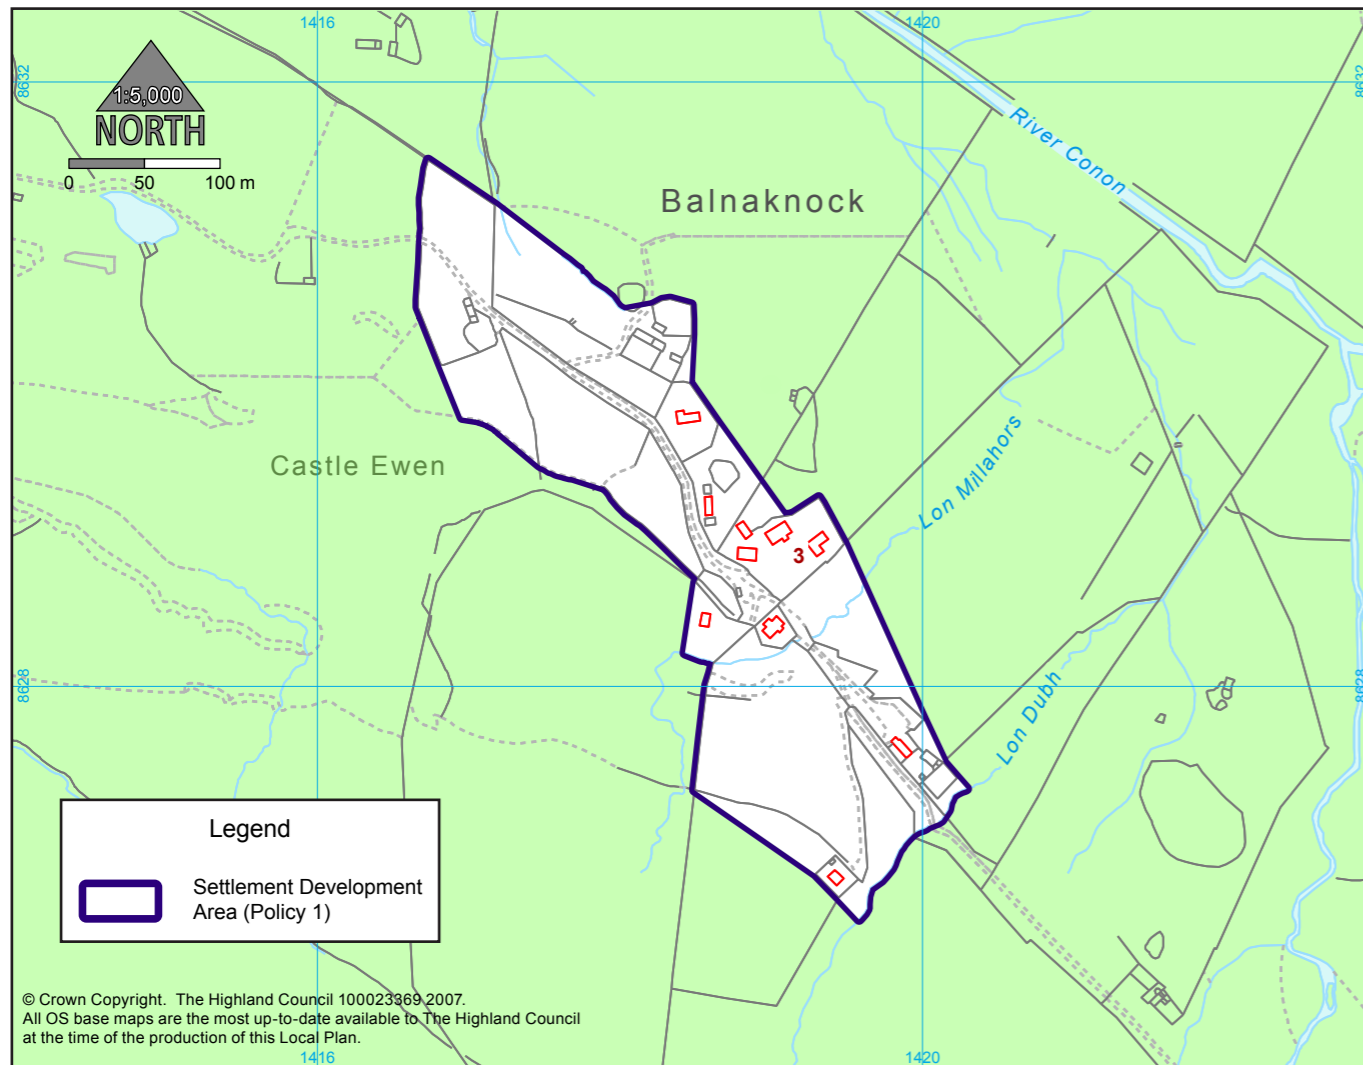 1416
1420
8632
8632
1:5,000
NORTH
0 50 100 m
River Conon
Balnaknock
Castle Ewen
Lon Millahors
3
8628
8628
Lon Dubh
Legend
Settlement Development
Area (Policy 1)
© Crown Copyright. The Highland Council 100023369 2007.
All OS base maps are the most up-to-date available to The Highland Council
at the time of the production of this Local Plan.
1416
1420